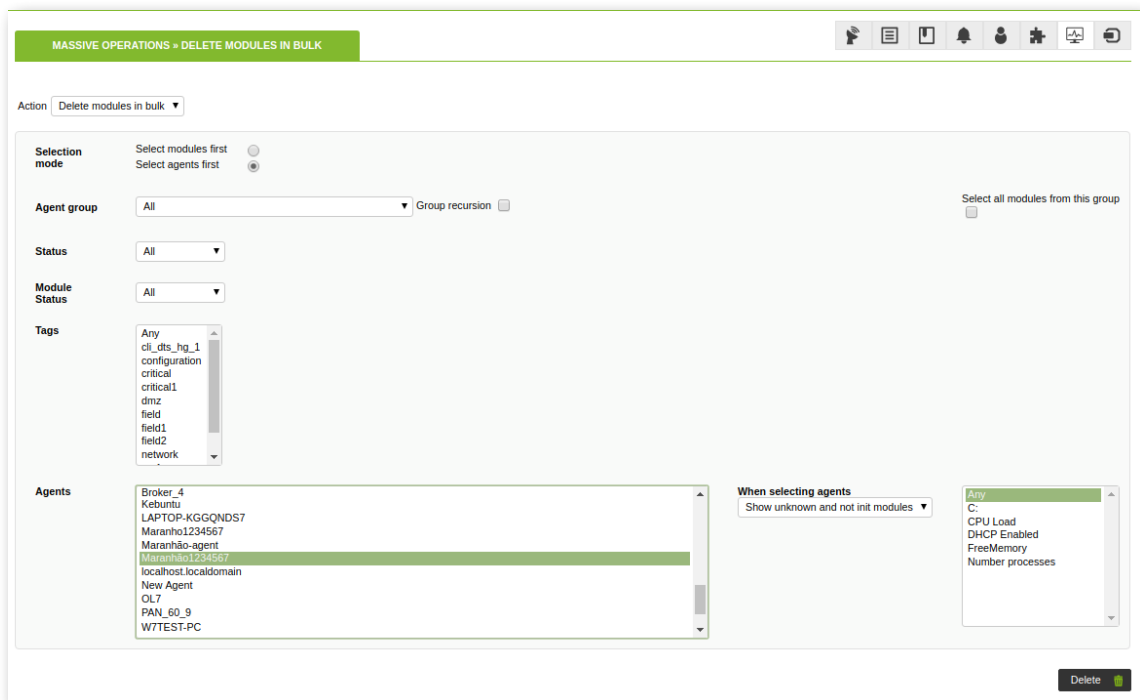 MASSIVE OPERATIONS » DELETE MODULES IN BULK
Action Delete modules in bulk
Selection mode
Select modules first
Select agents first
Agent group All Group recursion
Select all modules from this group
Status All
Module Status All
Tags
Any
cli_dts_hg_1
configuration
critical
critical1
dmz
field
field1
field2
network
Agents
Broker_4
Kebuntu
LAPTOP-KGGQNDS7
Maranho1234567
Maranhão-agent
Maranhão1234567
localhost.localdomain
New Agent
OL7
PAN_60_9
W7TEST-PC
When selecting agents
Show unknown and not init modules
Any
C:
CPU Load
DHCP Enabled
FreeMemory
Number processes
Delete